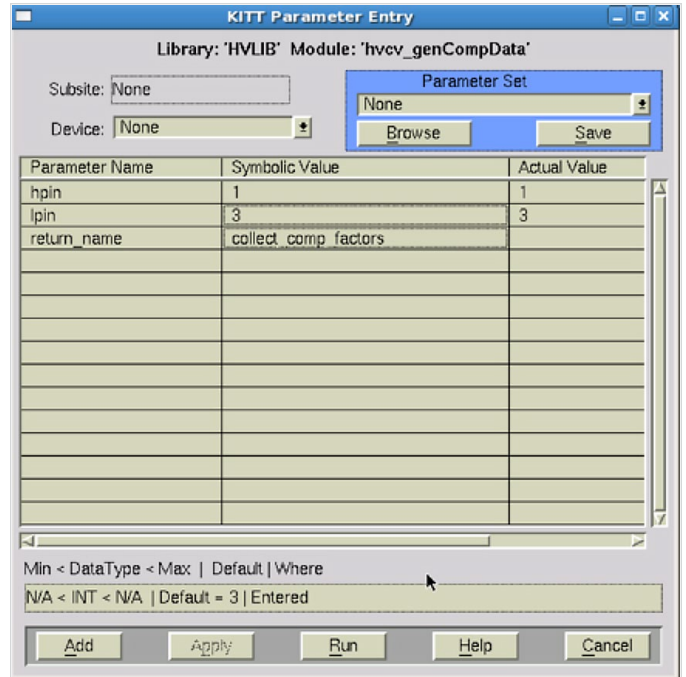 KITT Parameter Entry
Library: 'HVLIB' Module: 'hvcv_genCompData'
Subsite: None
Device: None
Parameter Set
None
Browse Save
Parameter Name Symbolic Value Actual Value
hpin 1 1
lpin 3 3
return_name collect_comp_factors
Min < DataType < Max | Default | Where
N/A < INT < N/A | Default = 3 | Entered
Add Apply Run Help Cancel